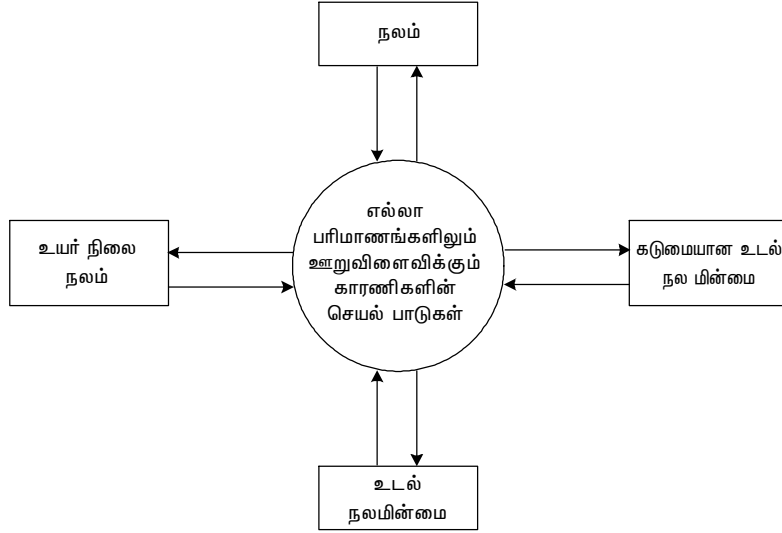 நலம்
எல்லா
பரிமாணங்களிலும்
ஊறுவிளைவிக்கும்
காரணிகளின்
செயல் பாடுகள்
உயர் நிலை
நலம்
கடுமையான உடல்
நல மின்மை
உடல்
நலமின்மை